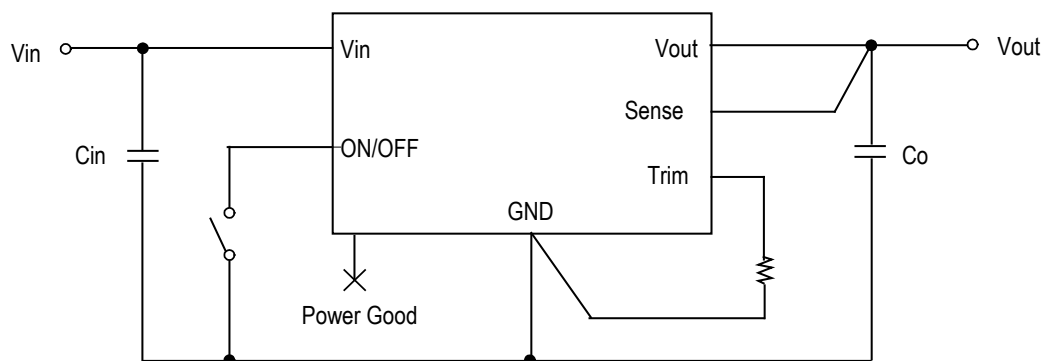 Vin
Vin
Vout
Vout
Sense
Cin
ON/OFF
Co
Trim
GND
Power Good